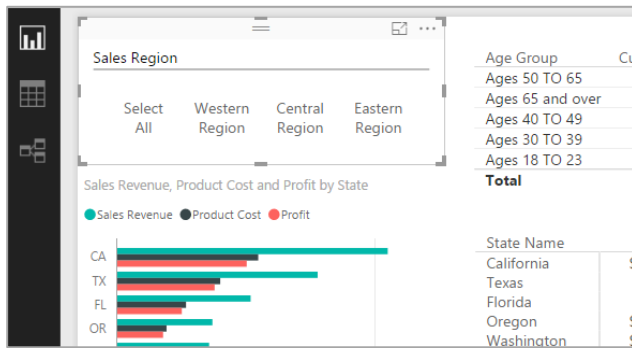 Sales Region
Select All
Western Region
Central Region
Eastern Region
Sales Revenue, Product Cost and Profit by State
Sales Revenue Product Cost Profit
CA
TX
FL
OR
Age Group
Ages 50 TO 65
Ages 65 and over
Ages 40 TO 49
Ages 30 TO 39
Ages 18 TO 23
Total
State Name
California
Texas
Florida
Oregon
Washington